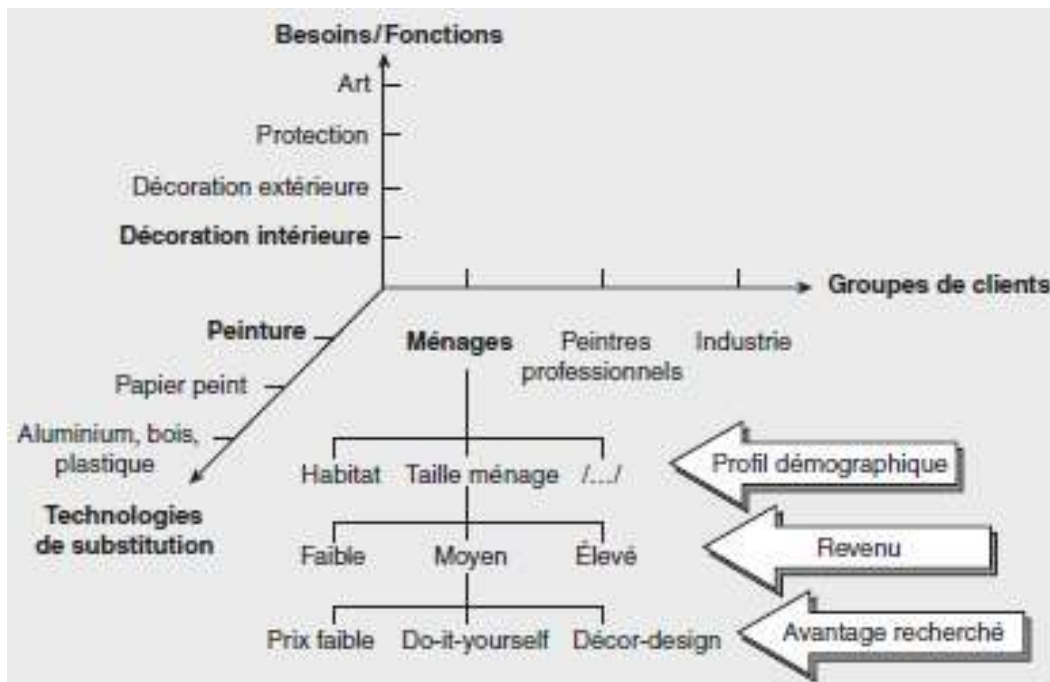 Besoins/Fonctions
Art
Protection
Décoration extérieure
Décoration intérieure
Groupes de clients
Peinture
Papier peint
Aluminium, bois,
plastique
Technologies
de substitution
Ménages
Peintres
professionnels
Industrie
Habitat
Taille ménage
/.../
Profil démographique
Faible
Moyen
Élevé
Revenu
Prix faible
Do-it-yourself
Décor-design
Avantage recherché